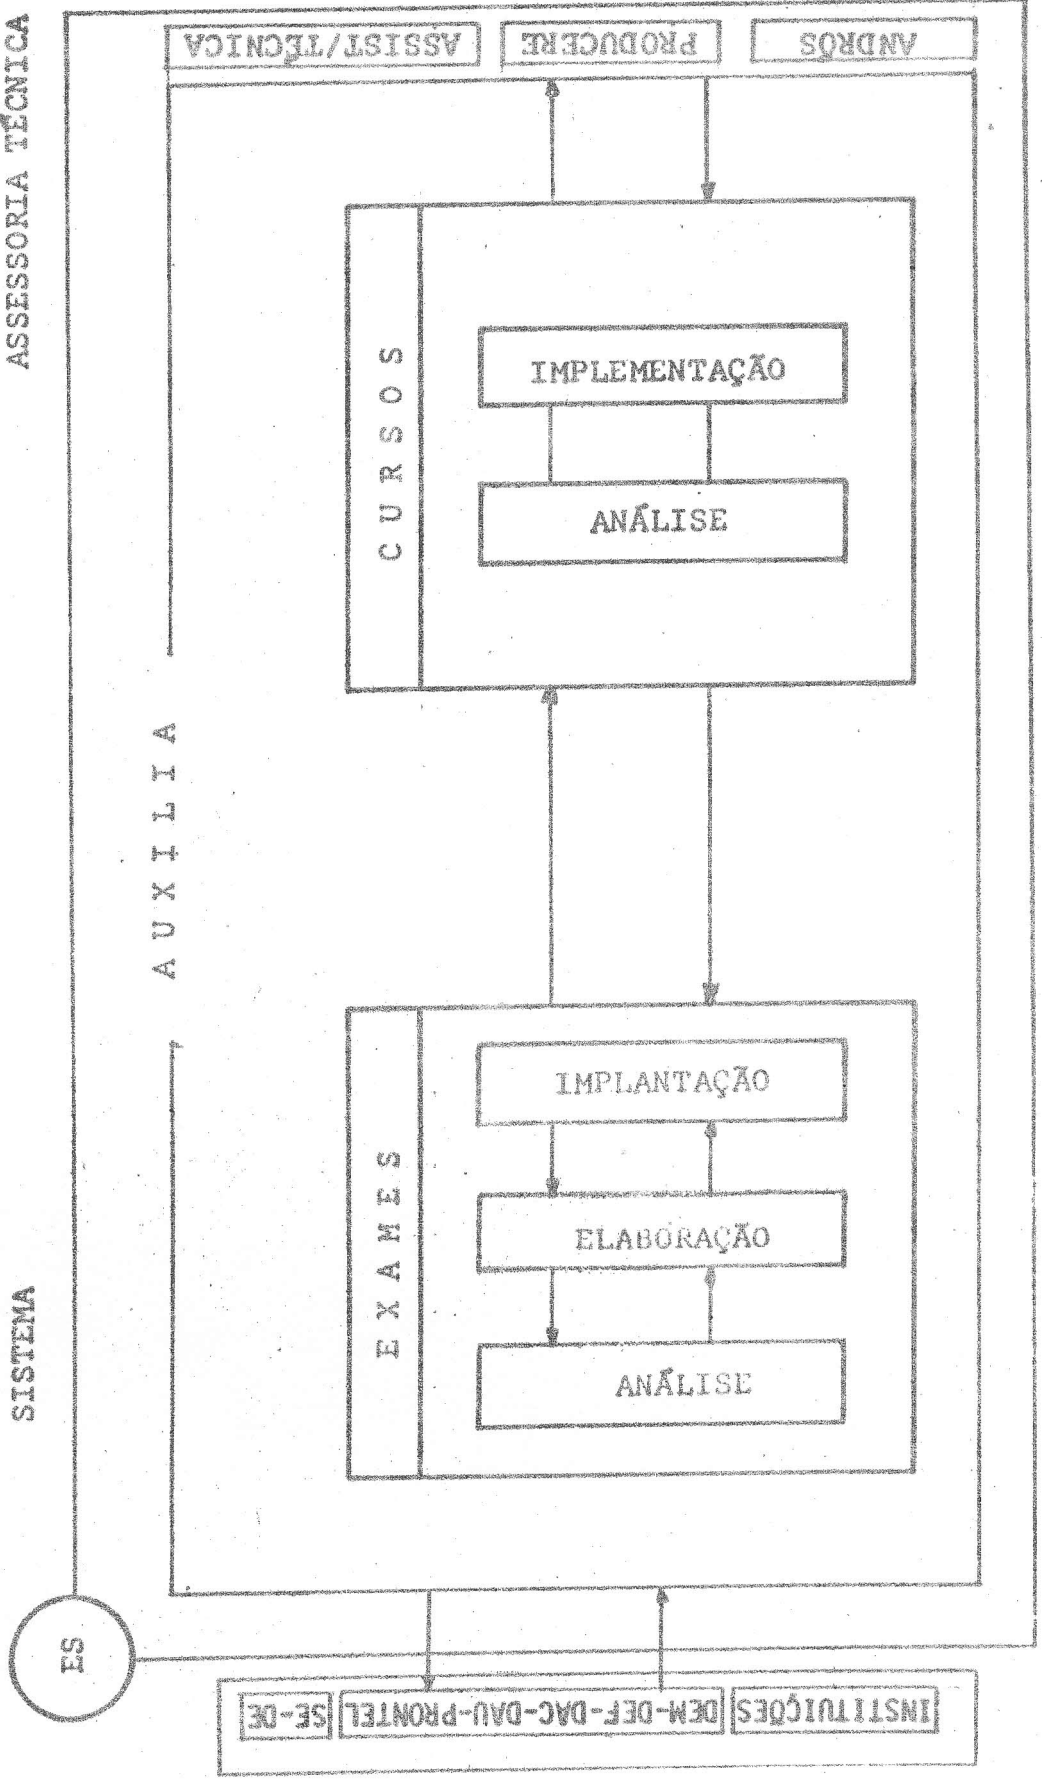 ASSESSORIA TÉCNICA
ASSIST/TÉCNICA
PRODUCERE
ANDRÓS
CURSOS
IMPLEMENTAÇÃO
ANÁLISE
AUXILIA
EXAMES
IMPLANTAÇÃO
ELABORAÇÃO
ANÁLISE
SISTEMA
ES
SE-DE
DEM-DEF-DAC-DAU-PRONTEL
INSTITUIÇÕES